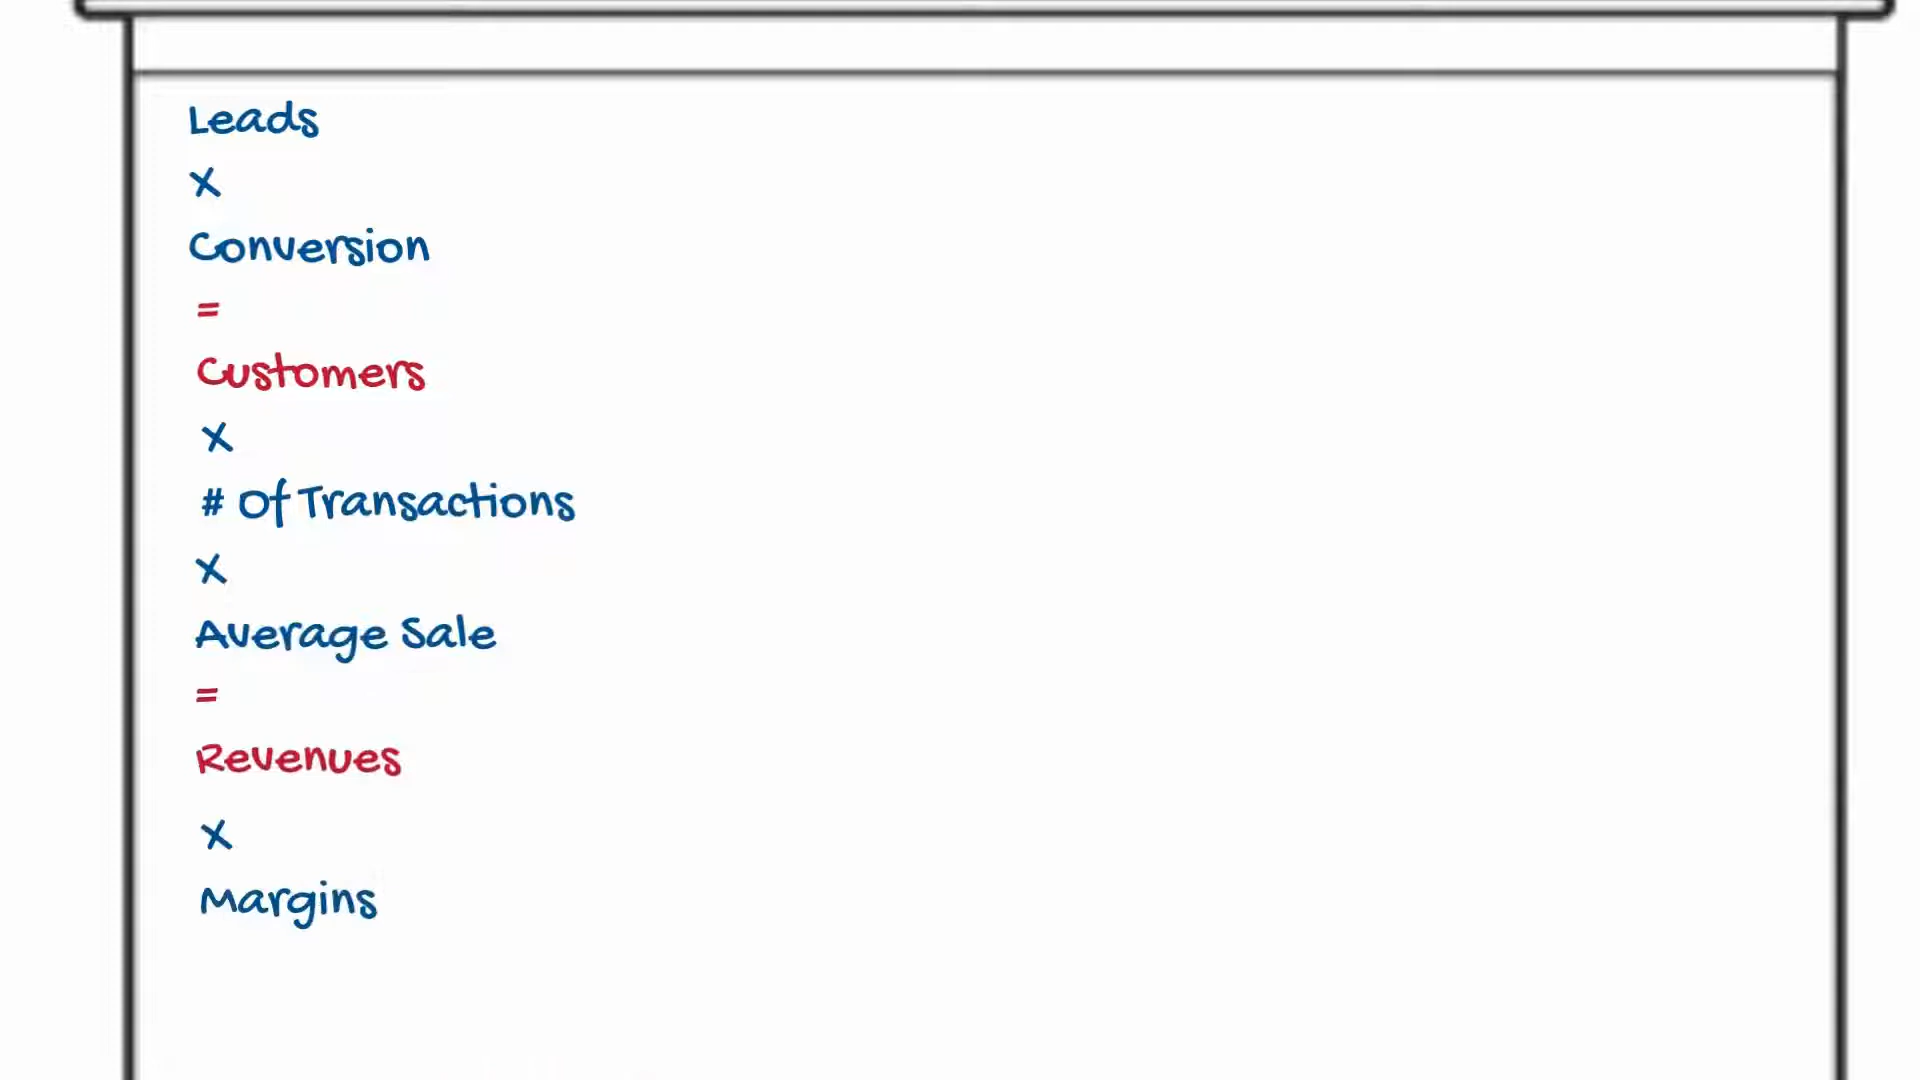 Leads
X
Conversion
=
Customers
X
# Of Transactions
X
Average Sale
=
Revenues
X
Margins